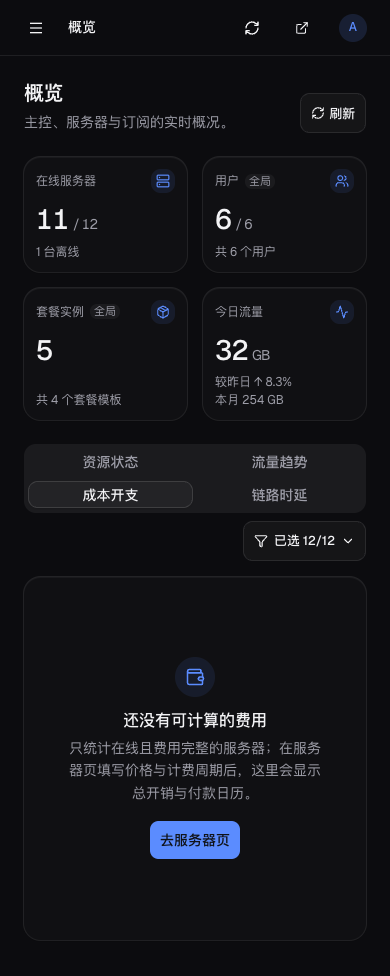 概览
A
概览
主控、服务器与订阅的实时概况。
刷新
在线服务器
11 / 12
1 台离线
用户 全局
6 / 6
共 6 个用户
套餐实例 全局
5
共 4 个套餐模板
今日流量
32 GB
较昨日 ↑ 8.3%
本月 254 GB
资源状态
流量趋势
成本开支
链路时延
已选 12/12
还没有可计算的费用
只统计在线且费用完整的服务器；在服务
器页填写价格与计费周期后，这里会显示
总开销与付款日历。
去服务器页